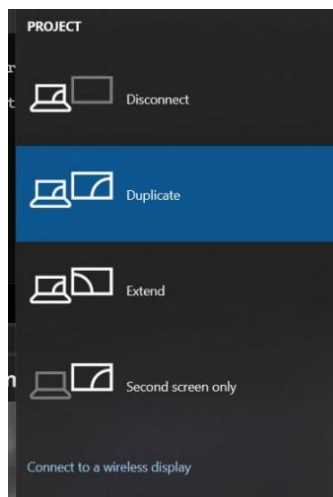 PROJECT
Disconnect
Duplicate
Extend
Second screen only
Connect to a wireless display